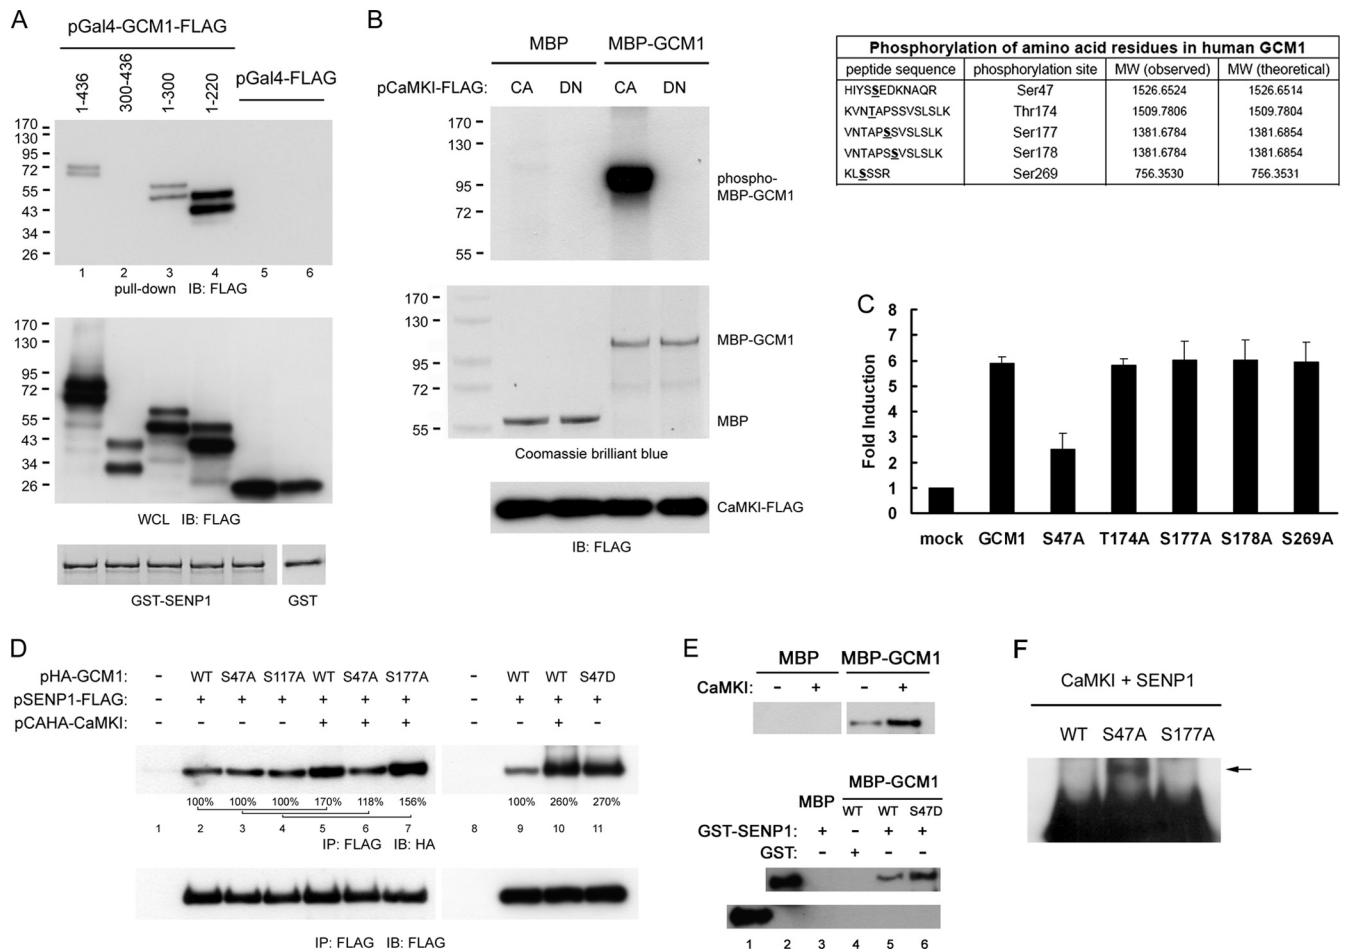 A
pGal4-GCM1-FLAG
1-436
300-436
1-300
1-220
pGal4-FLAG
170
130
95
72
55
43
34
26
1 2 3 4 5 6
pull-down IB: FLAG
170
130
95
72
55
43
34
26
WCL IB: FLAG
GST-SENP1 GST
B
MBP MBP-GCM1
pCaMKI-FLAG: CA DN CA DN
170
130
95
72
55
phospho-
MBP-GCM1
170
130
95
72
55
MBP-GCM1
MBP
Coomassie brilliant blue
CaMKI-FLAG
IB: FLAG
Phosphorylation of amino acid residues in human GCM1
peptide sequence phosphorylation site MW (observed) MW (theoretical)
HIYSSSEDKNAQR Ser47 1526.6524 1526.6514
KVNTAPSSVSLSLK Thr174 1509.7806 1509.7804
VNTAPSSVSLSLK Ser177 1381.6784 1381.6854
VNTAPSSVSLSLK Ser178 1381.6784 1381.6854
KLSSSR Ser269 756.3530 756.3531
C
Fold Induction
8
7
6
5
4
3
2
1
0
mock GCM1 S47A T174A S177A S178A S269A
D
pHA-GCM1: - WT S47A S117A WT S47A S177A - WT WT S47D
pSENP1-FLAG: - + + + + + + - + + +
pCAHA-CaMKI: - - - - + + + - - + -
100% 100% 100% 170% 118% 156% 100% 260% 270%
1 2 3 4 5 6 7 8 9 10 11
IP: FLAG IB: HA
IP: FLAG IB: FLAG
E
MBP MBP-GCM1
CaMKI: - + - +
MBP MBP-GCM1
WT WT S47D
GST-SENP1: + - + +
GST: - + - -
1 2 3 4 5 6
F
CaMKI + SENP1
WT S47A S177A